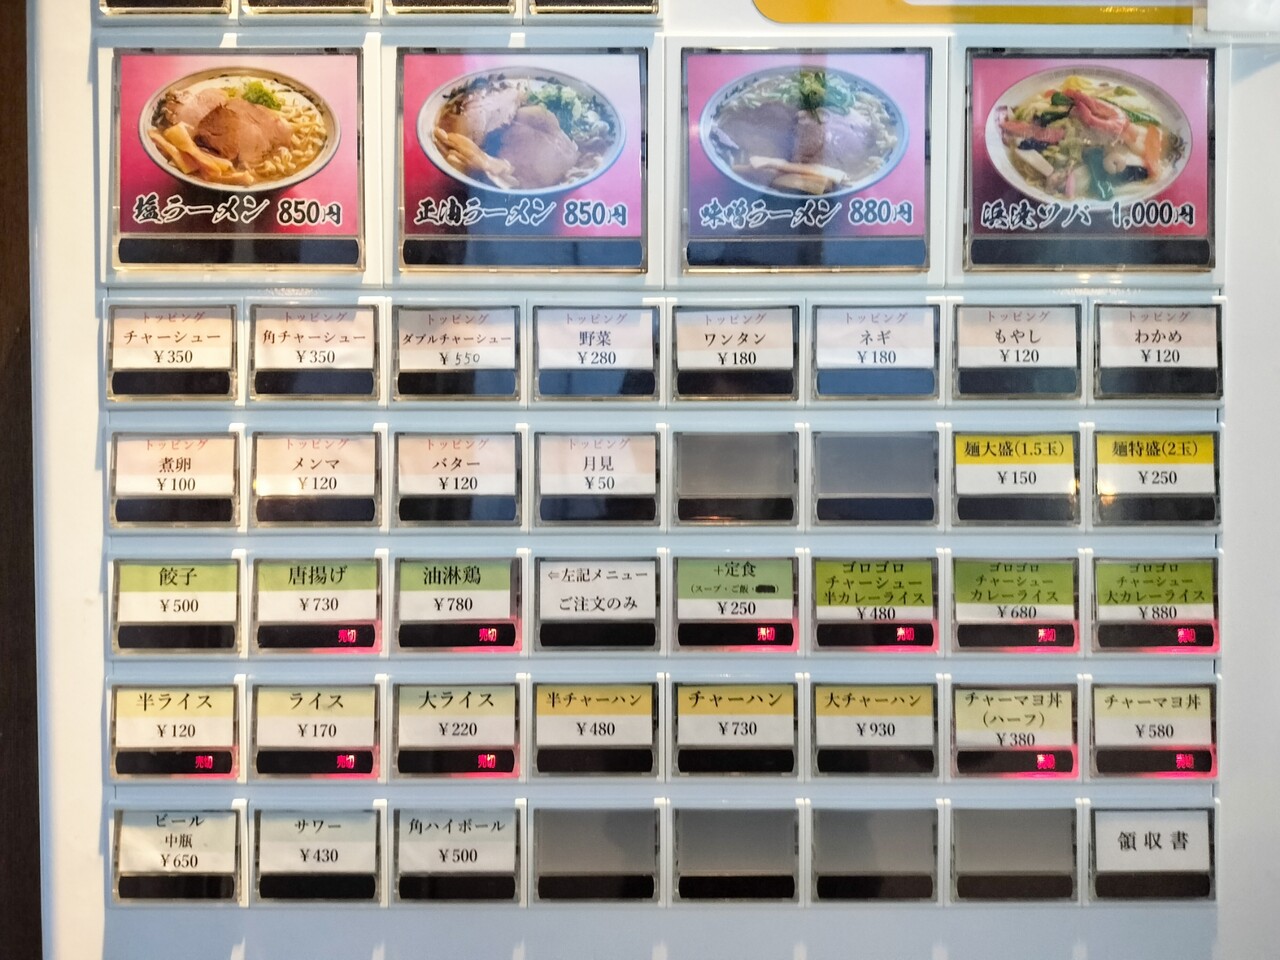 塩ラーメン 850円
正油ラーメン 850円
味噌ラーメン 880円
浜湊ソバ 1,000円
トッピング
チャーシュー
¥350
トッピング
角チャーシュー
¥350
トッピング
ダブルチャーシュー
¥550
トッピング
野菜
¥280
トッピング
ワンタン
¥180
トッピング
ネギ
¥180
トッピング
もやし
¥120
トッピング
わかめ
¥120
トッピング
煮卵
¥100
トッピング
メンマ
¥120
トッピング
バター
¥120
トッピング
月見
¥50
麺大盛(1.5玉)
¥150
麺特盛(2玉)
¥250
餃子
¥500
唐揚げ
¥730
売切
油淋鶏
¥780
売切
⇐左記メニュー
ご注文のみ
+定食
(スープ・ご飯・
¥250
売切
ゴロゴロ
チャーシュー
半カレーライス
¥480
売切
ゴロゴロ
チャーシュー
カレーライス
¥680
売切
ゴロゴロ
チャーシュー
大カレーライス
¥880
売切
半ライス
¥120
売切
ライス
¥170
売切
大ライス
¥220
売切
半チャーハン
¥480
チャーハン
¥730
大チャーハン
¥930
チャーマヨ丼
(ハーフ)
¥380
売切
チャーマヨ丼
¥580
売切
ビール
中瓶
¥650
サワー
¥430
角ハイボール
¥500
領収書